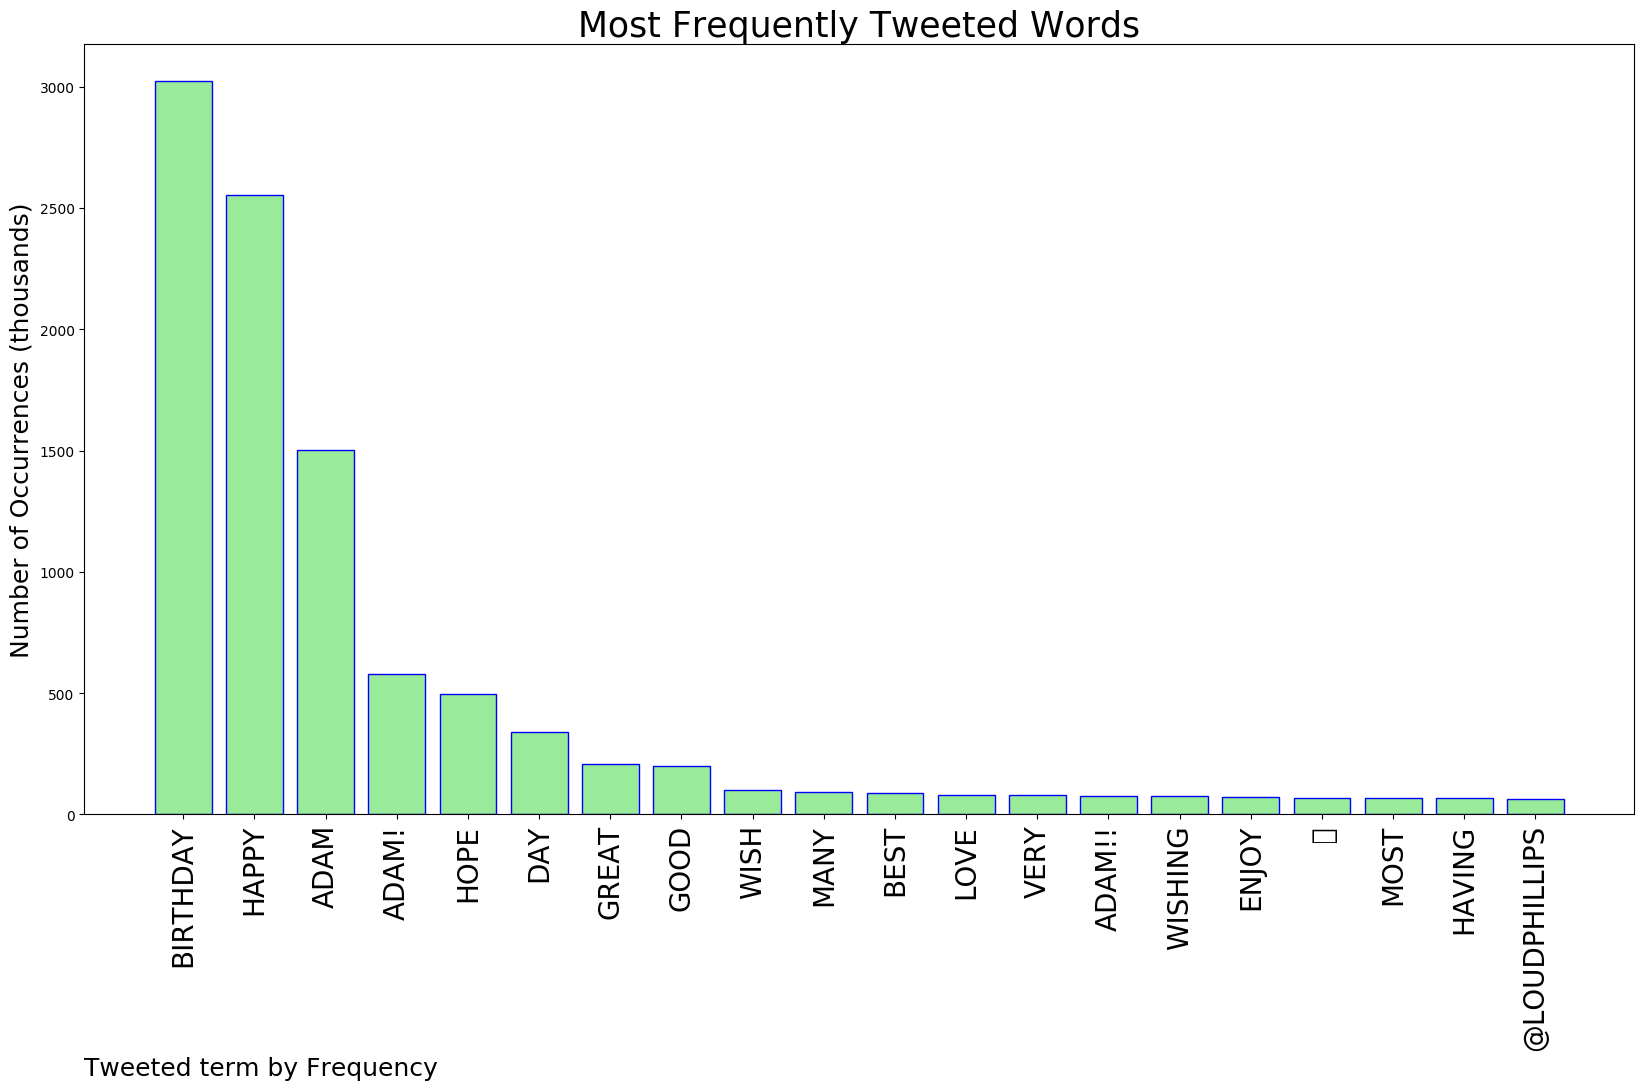 Most Frequently Tweeted Words
Number of Occurrences (thousands)
3000
2500
2000
1500
1000
500
0
BIRTHDAY
HAPPY
ADAM
ADAM!
HOPE
DAY
GREAT
GOOD
WISH
MANY
BEST
LOVE
VERY
ADAM!!
WISHING
ENJOY
MOST
HAVING
@LOUDPHILLIPS
Tweeted term by Frequency